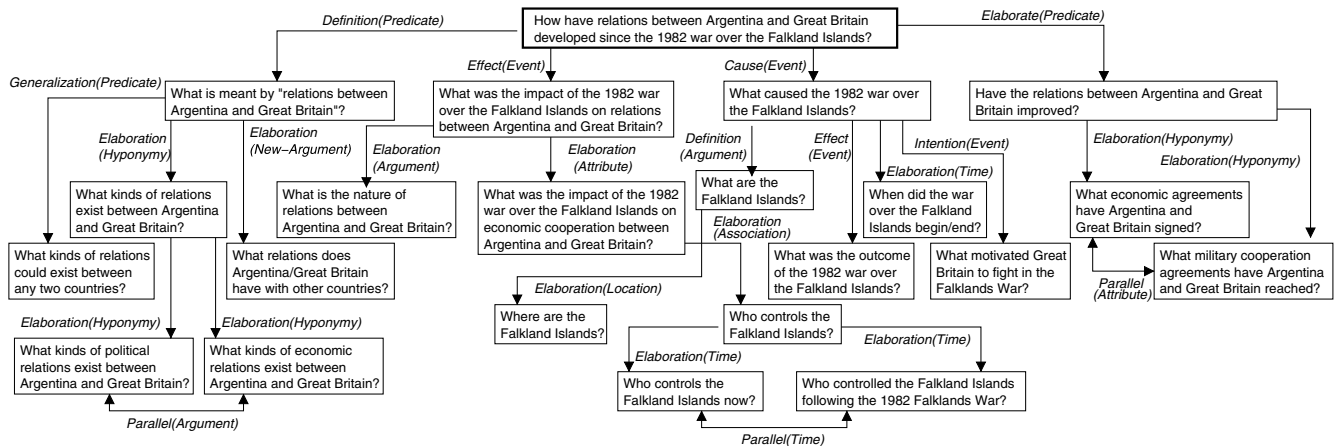 Definition(Predicate)
How have relations between Argentina and Great Britain
developed since the 1982 war over the Falkland Islands?
Elaborate(Predicate)
Generalization(Predicate)
What is meant by "relations between
Argentina and Great Britain"?
Effect(Event)
What was the impact of the 1982 war
over the Falkland Islands on relations
between Argentina and Great Britain?
Cause(Event)
What caused the 1982 war over
the Falkland Islands?
Have the relations between Argentina and Great
Britain improved?
Elaboration
(Hyponymy)
Elaboration
(New−Argument)
Elaboration
(Argument)
Elaboration
(Attribute)
Definition
(Argument)
Effect
(Event)
Intention(Event)
Elaboration(Time)
Elaboration(Hyponymy)
Elaboration(Hyponymy)
What kinds of relations
exist between Argentina
and Great Britain?
What is the nature of
relations between
Argentina and Great Britain?
What was the impact of the 1982
war over the Falkland Islands on
economic cooperation between
Argentina and Great Britain?
What are the
Falkland Islands?
When did the war
over the Falkland
Islands begin/end?
What economic agreements
have Argentina and
Great Britain signed?
Elaboration
(Association)
What kinds of relations
could exist between
any two countries?
What relations does
Argentina/Great Britain
have with other countries?
What was the outcome
of the 1982 war over
the Falkland Islands?
What motivated Great
Britain to fight in the
Falklands War?
Parallel
(Attribute)
What military cooperation
agreements have Argentina
and Great Britain reached?
Elaboration(Location)
Where are the
Falkland Islands?
Who controls the
Falkland Islands?
Elaboration(Hyponymy)
Elaboration(Hyponymy)
What kinds of political
relations exist between
Argentina and Great Britain?
What kinds of economic
relations exist between
Argentina and Great Britain?
Parallel(Argument)
Elaboration(Time)
Elaboration(Time)
Who controls the
Falkland Islands now?
Who controlled the Falkland Islands
following the 1982 Falklands War?
Parallel(Time)